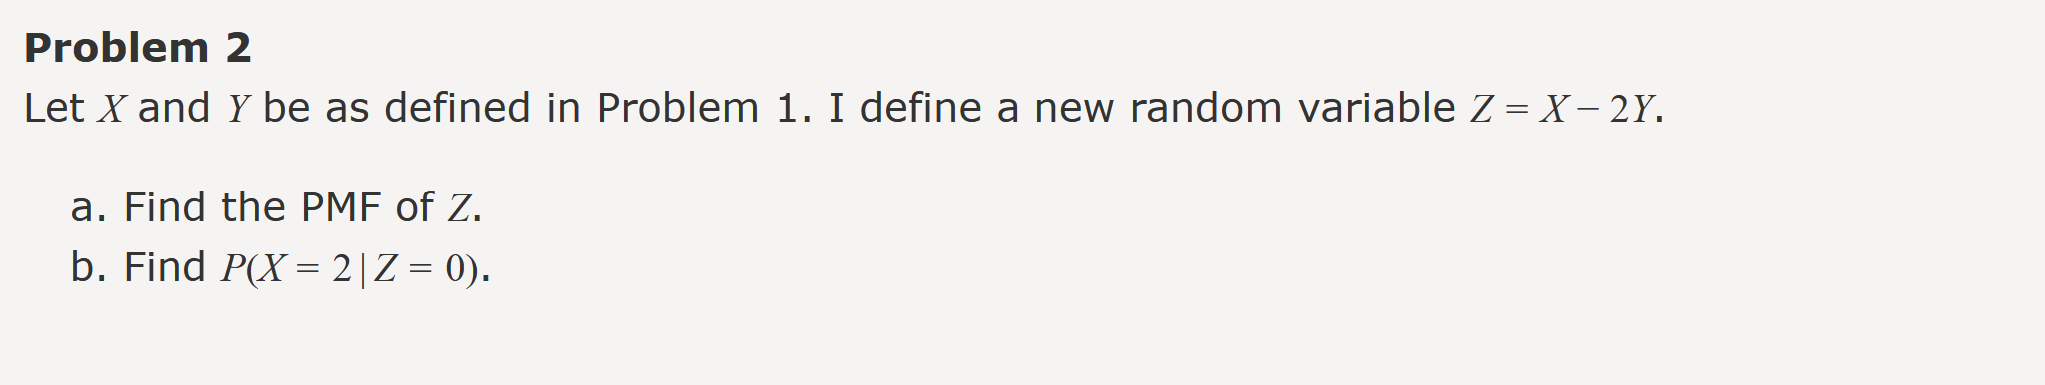 Problem 2
Let X and Y be as defined in Problem 1. I define a new random variable Z = X − 2Y.
a. Find the PMF of Z.
b. Find P(X = 2|Z = 0).